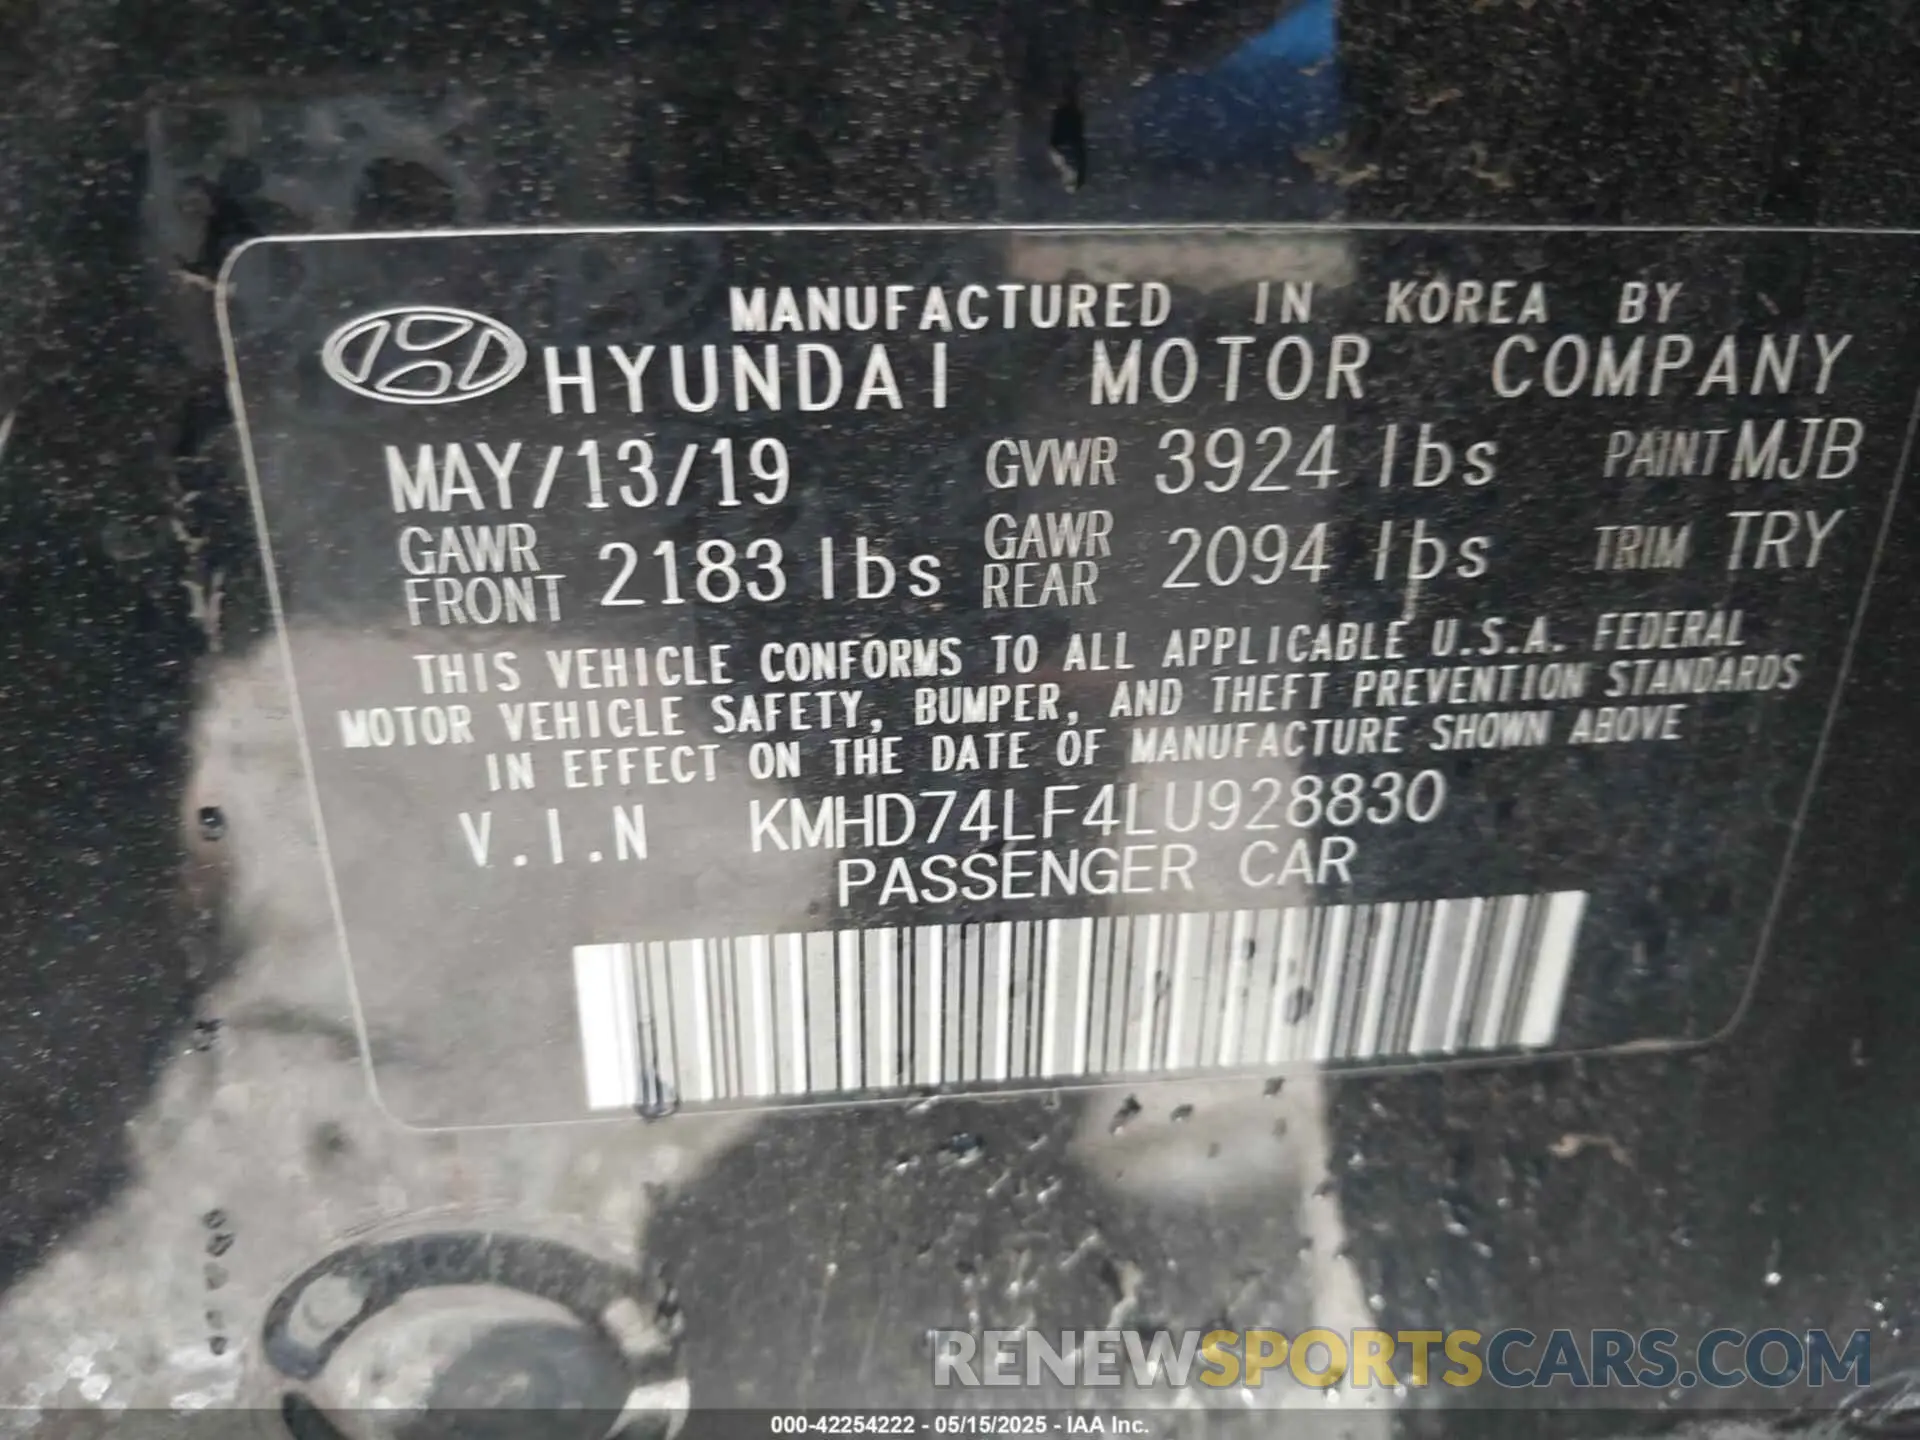 MANUFACTURED IN KOREA BY
HYUNDAI MOTOR COMPANY
MAY/13/19 GVWR 3924 lbs PAINT MJB
GAWR FRONT 2183 lbs GAWR REAR 2094 lbs TRIM TRY
THIS VEHICLE CONFORMS TO ALL APPLICABLE U.S.A. FEDERAL
MOTOR VEHICLE SAFETY, BUMPER, AND THEFT PREVENTION STANDARDS
IN EFFECT ON THE DATE OF MANUFACTURE SHOWN ABOVE
V.I.N KMHD74LF4LU928830
PASSENGER CAR
RENEWSPORTSCARS.COM
000-42254222 - 05/15/2025 - IAA Inc.